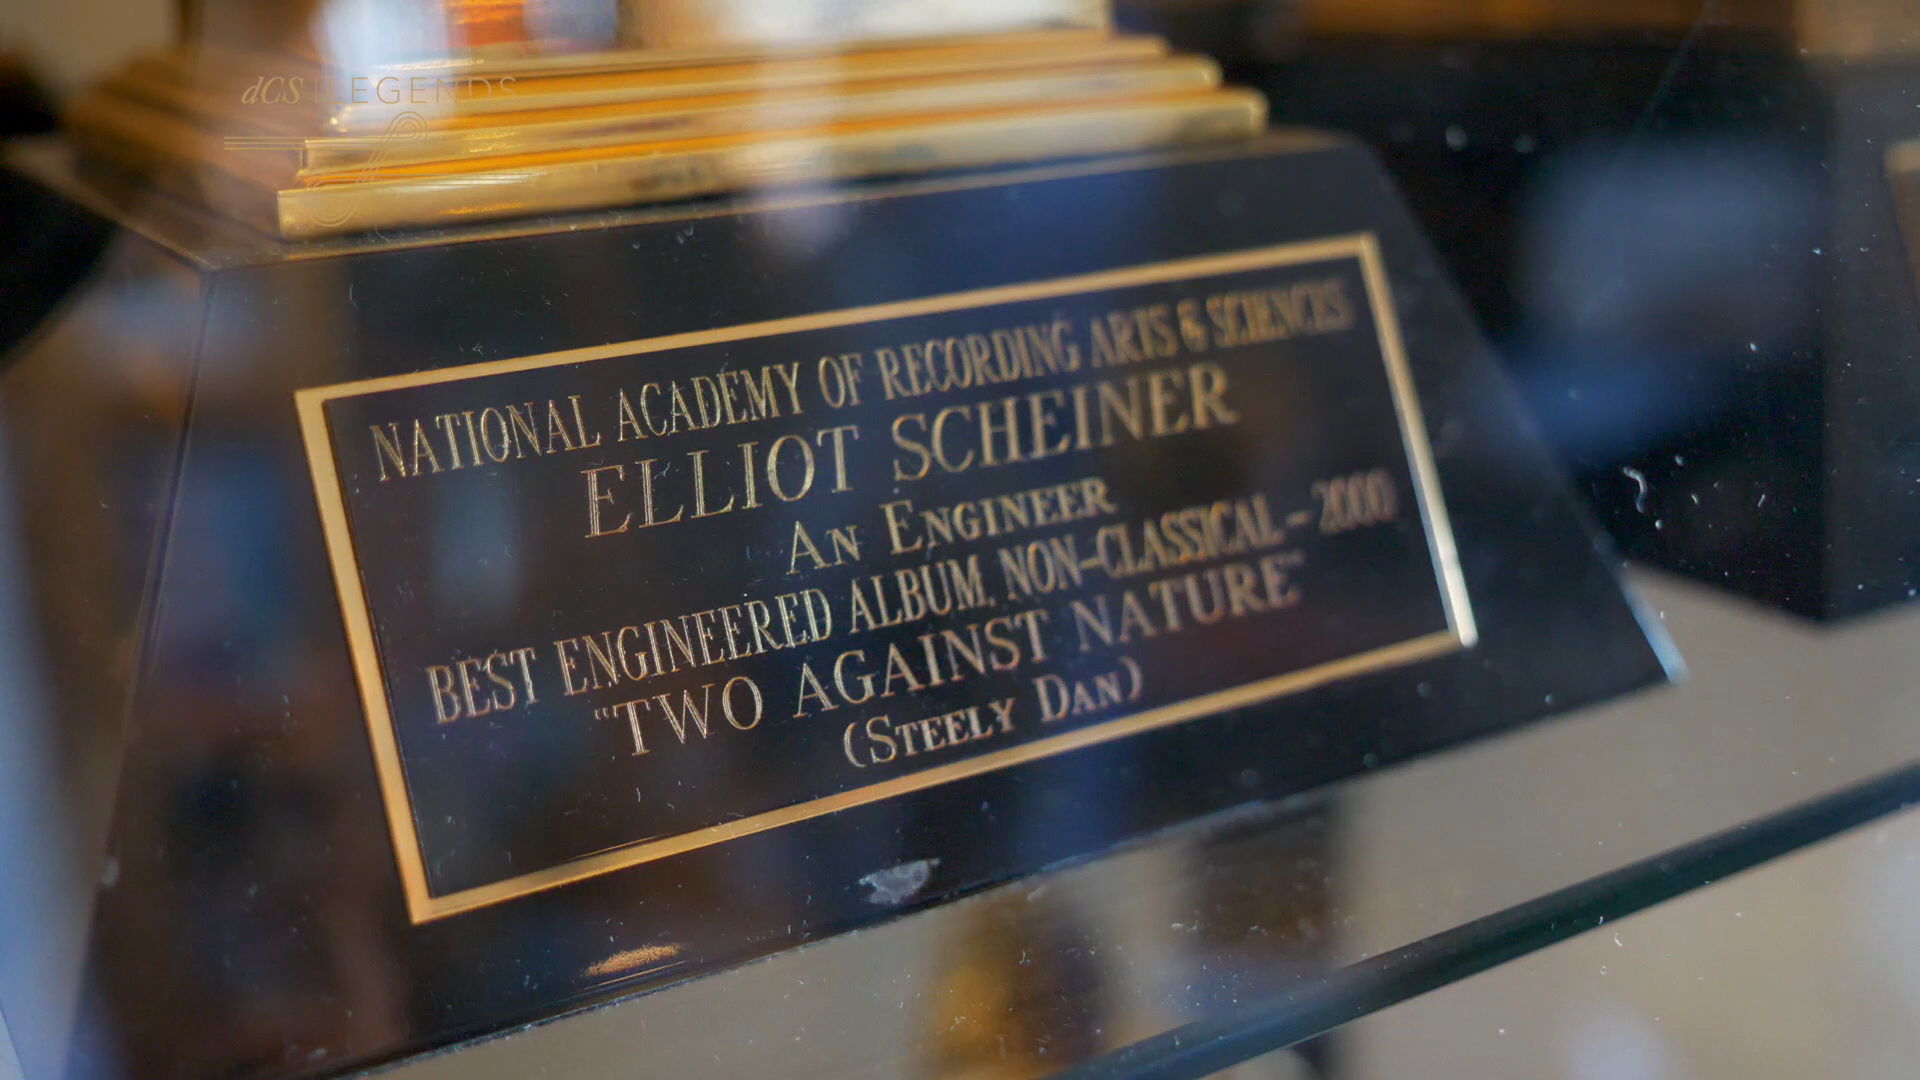 dCS LEGENDS
NATIONAL ACADEMY OF RECORDING ARTS & SCIENCES
ELLIOT SCHEINER
AN ENGINEER
BEST ENGINEERED ALBUM, NON-CLASSICAL - 2000
"TWO AGAINST NATURE"
(STEELY DAN)